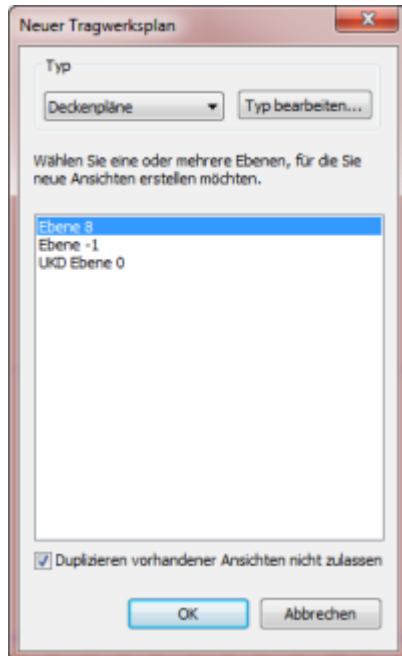 Neuer Tragwerksplan
Typ
Deckenpläne
Typ bearbeiten...
Wählen Sie eine oder mehrere Ebenen, für die Sie
neue Ansichten erstellen möchten.
Ebene 8
Ebene -1
UKD Ebene 0
Duplizieren vorhandener Ansichten nicht zulassen
OK
Abbrechen